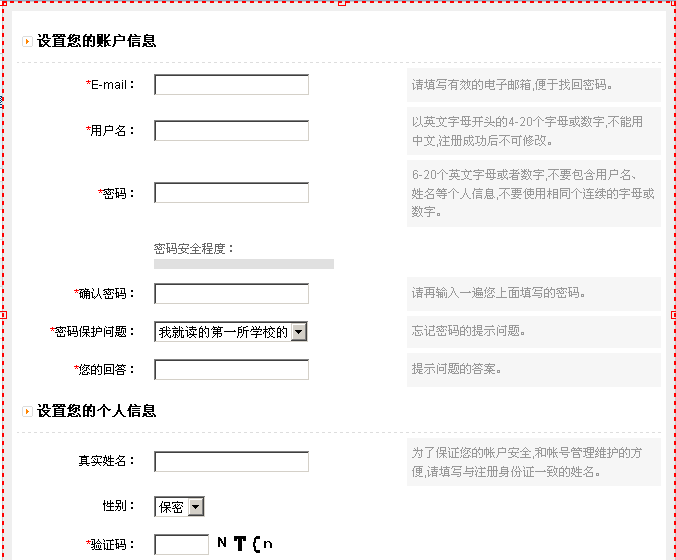 设置您的账户信息
*E-mail：
请填写有效的电子邮箱,便于找回密码。
*用户名：
以英文字母开头的4-20个字母或数字,不能用
中文,注册成功后不可修改。
*密码：
6-20个英文字母或者数字,不要包含用户名、
姓名等个人信息,不要使用相同个连续的字母或
数字。
密码安全程度：
*确认密码：
请再输入一遍您上面填写的密码。
*密码保护问题：
我就读的第一所学校的
忘记密码的提示问题。
*您的回答：
提示问题的答案。
设置您的个人信息
真实姓名：
为了保证您的帐户安全,和帐号管理维护的方
便,请填写与注册身份证一致的姓名。
性别：
保密
*验证码：
N T ( n